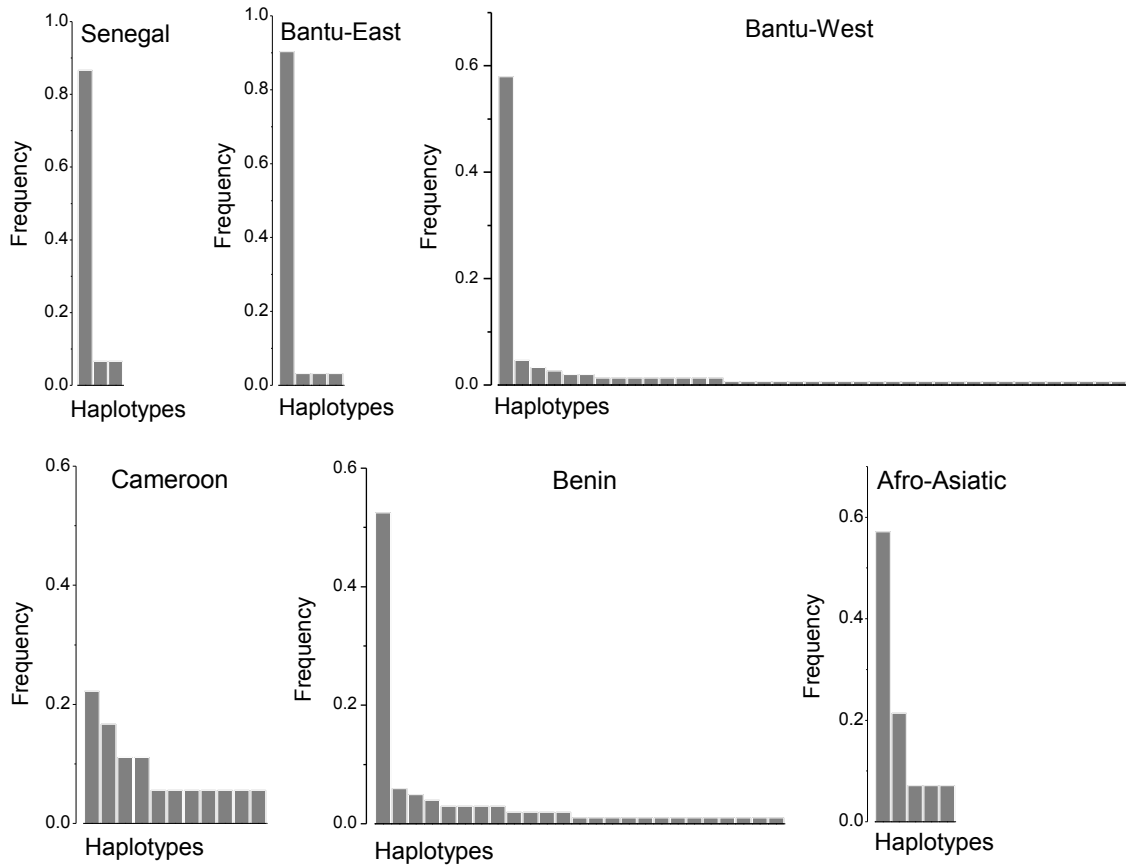 Senegal
1.0
0.8
0.6
0.4
0.2
0.0
Frequency
Haplotypes
Bantu-East
1.0
0.8
0.6
0.4
0.2
0.0
Frequency
Haplotypes
Bantu-West
0.6
0.4
0.2
0.0
Frequency
Haplotypes
Cameroon
0.6
0.4
0.2
0.0
Frequency
Haplotypes
Benin
0.6
0.4
0.2
0.0
Frequency
Haplotypes
Afro-Asiatic
0.6
0.4
0.2
0.0
Frequency
Haplotypes